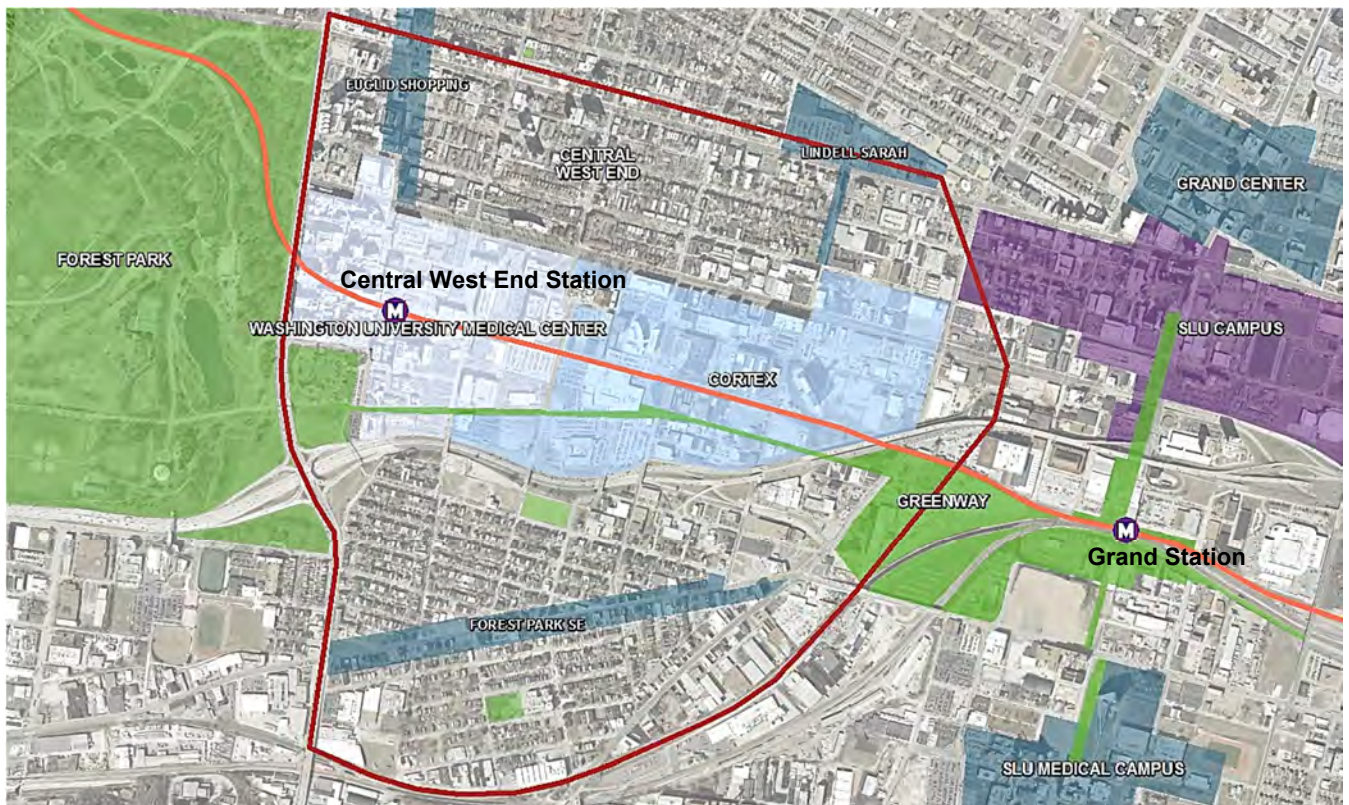 EUCLID SHOPPING
CENTRAL
WEST END
LINDELL SARAH
GRAND CENTER
FOREST PARK
Central West End Station
M
WASHINGTON UNIVERSITY MEDICAL CENTER
SLU CAMPUS
CORTEX
GREENWAY
M
Grand Station
FOREST PARK SE
SLU MEDICAL CAMPUS